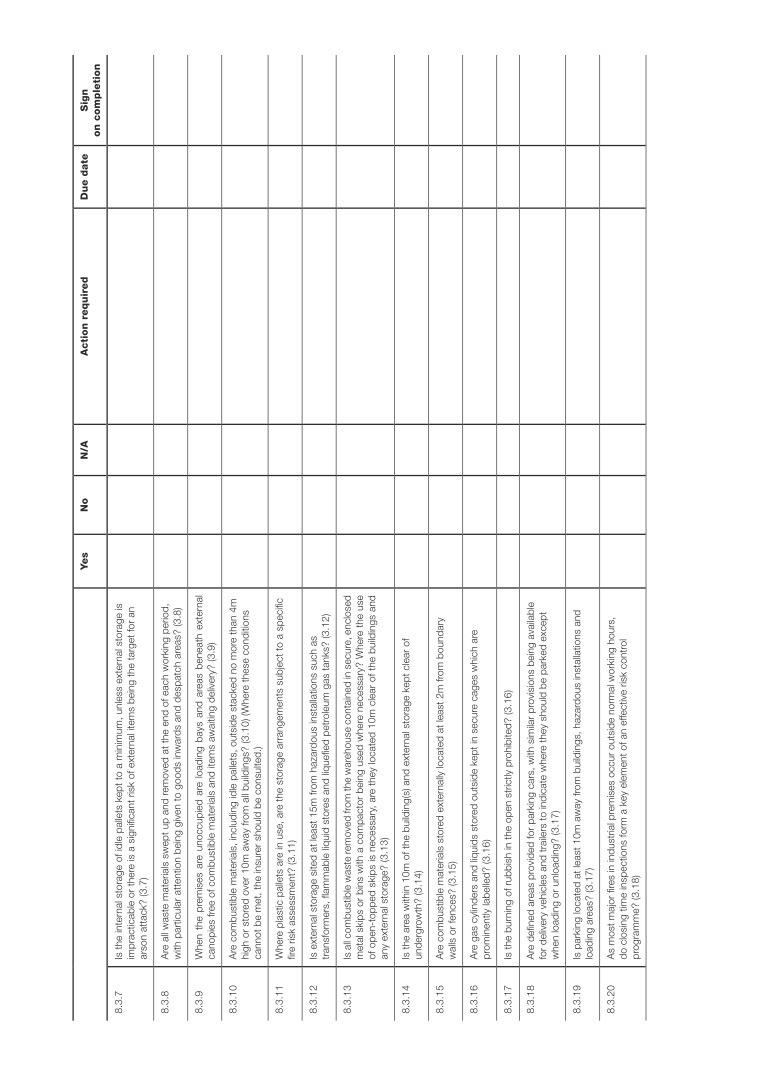 Yes No N/A Action required Due date Sign
on completion
8.3.7 Is the internal storage of idle pallets kept to a minimum, unless external storage is
impracticable or there is a significant risk of external items being the target for an
arson attack? (3.7)
8.3.8 Are all waste materials swept up and removed at the end of each working period,
with particular attention being given to goods inwards and despatch areas? (3.8)
8.3.9 When the premises are unoccupied are loading bays and areas beneath external
canopies free of combustible materials and items awaiting delivery? (3.9)
8.3.10 Are combustible materials, including idle pallets, outside stacked no more than 4m
high or stored over 10m away from all buildings? (3.10) (Where these conditions
cannot be met, the insurer should be consulted.)
8.3.11 Where plastic pallets are in use, are the storage arrangements subject to a specific
fire risk assessment? (3.11)
8.3.12 Is external storage sited at least 15m from hazardous installations such as
transformers, flammable liquid stores and liquefied petroleum gas tanks? (3.12)
8.3.13 Is all combustible waste removed from the warehouse contained in secure, enclosed
metal skips or bins with a compactor being used where necessary? Where the use
of open-topped skips is necessary, are they located 10m clear of the buildings and
any external storage? (3.13)
8.3.14 Is the area within 10m of the building(s) and external storage kept clear of
undergrowth? (3.14)
8.3.15 Are combustible materials stored externally located at least 2m from boundary
walls or fences? (3.15)
8.3.16 Are gas cylinders and liquids stored outside kept in secure cages which are
prominently labelled? (3.16)
8.3.17 Is the burning of rubbish in the open strictly prohibited? (3.16)
8.3.18 Are defined areas provided for parking cars, with similar provisions being available
for delivery vehicles and trailers to indicate where they should be parked except
when loading or unloading? (3.17)
8.3.19 Is parking located at least 10m away from buildings, hazardous installations and
loading areas? (3.17)
8.3.20 As most major fires in industrial premises occur outside normal working hours,
do closing time inspections form a key element of an effective risk control
programme? (3.18)